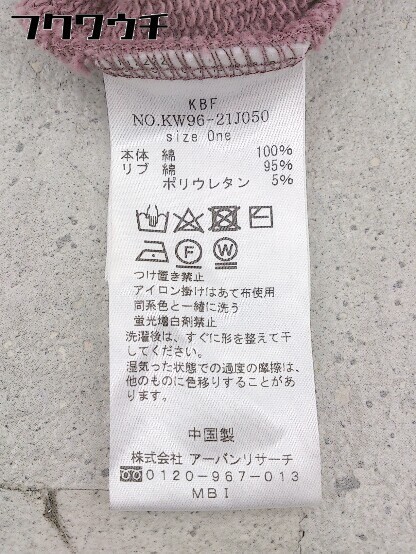 フクワウチ
KBF
NO.KW96-21J050
size One
本体 綿 100%
リブ 綿 95%
ポリウレタン 5%
F W
つけ置き禁止
アイロン掛けはあて布使用
同系色と一緒に洗う
蛍光増白剤禁止
洗濯後は、すぐに形を整えて干
してください。
湿気った状態での過度の摩擦は、
他のものに色移りすることがあ
ります。
中国製
株式会社 アーバンリサーチ
0120-967-013
MBI